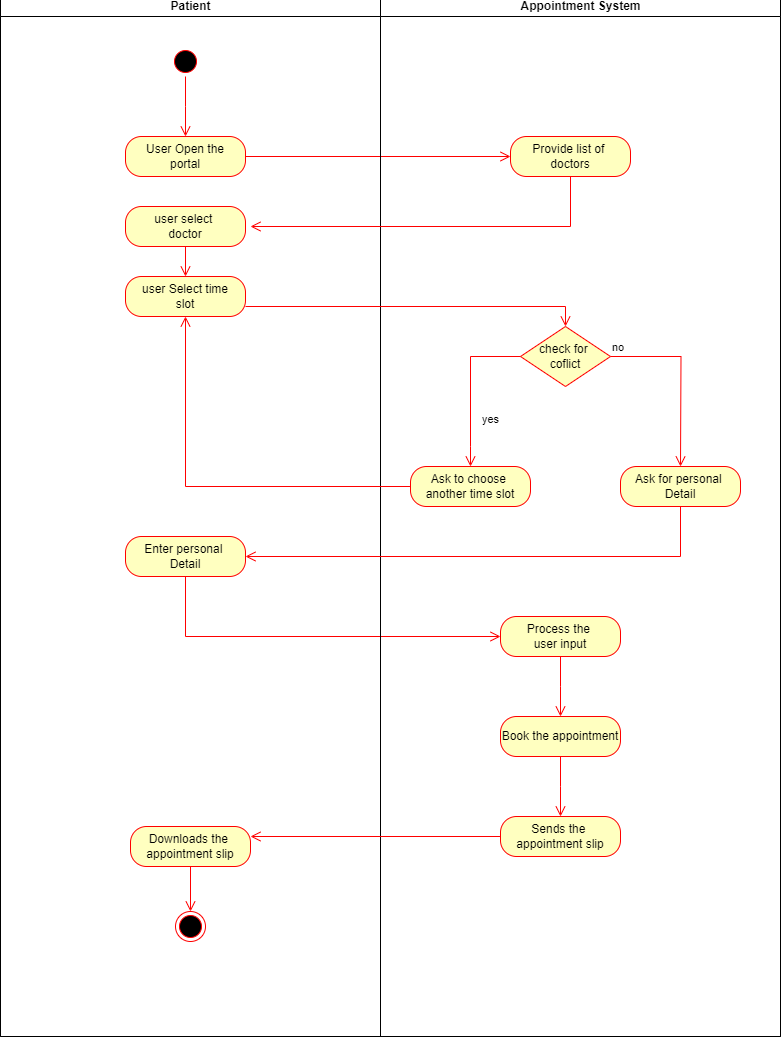 Patient
Appointment System
User Open the
portal
Provide list of
doctors
user select
doctor
user Select time
slot
check for
coflict
no
yes
Ask to choose
another time slot
Ask for personal
Detail
Enter personal
Detail
Process the
user input
Book the appointment
Sends the
appointment slip
Downloads the
appointment slip